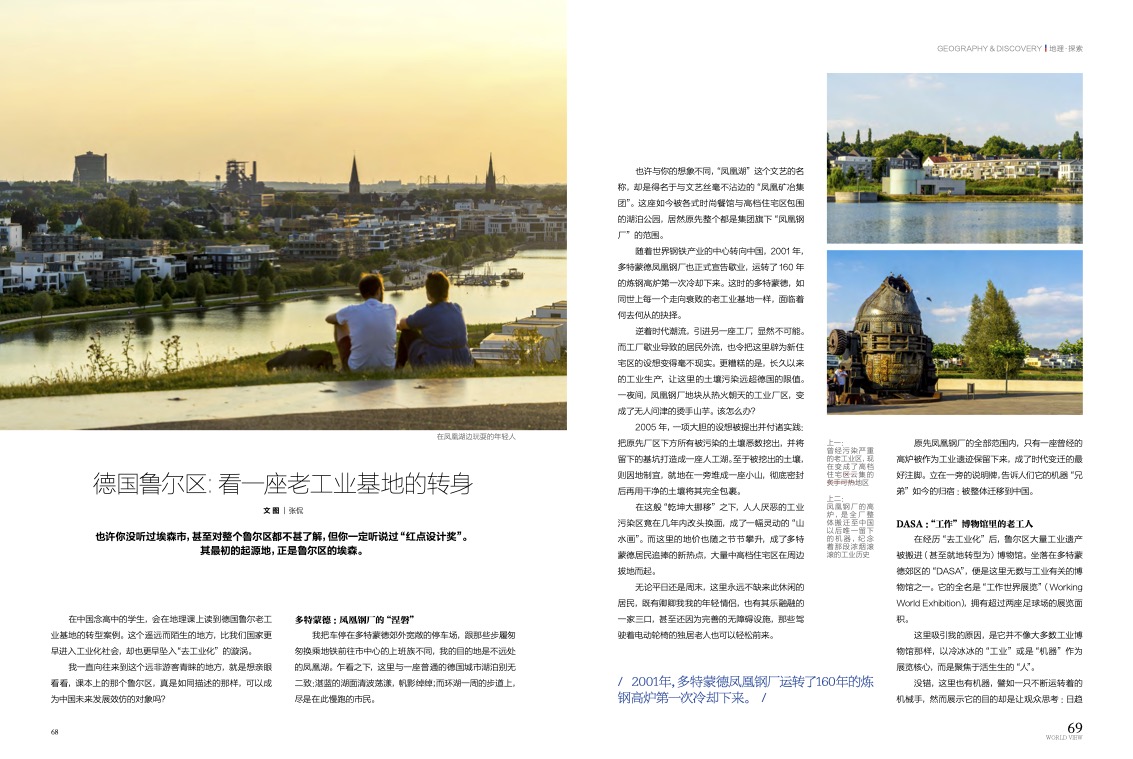 在凤凰湖边玩耍的年轻人
德国鲁尔区: 看一座老工业基地的转身
文 图 | 张侃
也许你没听过埃森市, 甚至对整个鲁尔区都不甚了解, 但你一定听说过“红点设计奖”。
其最初的起源地, 正是鲁尔区的埃森。
在中国念高中的学生，会在地理课上读到德国鲁尔老工
业基地的转型案例。这个遥远而陌生的地方，比我们国家更
早进入工业化社会，却也更早坠入“去工业化”的漩涡。
我一直向往来到这个远非游客青睐的地方，就是想亲眼
看看，课本上的那个鲁尔区，真是如同描述的那样，可以成
为中国未来发展效仿的对象吗？
多特蒙德：凤凰钢厂的“涅磐”
我把车停在多特蒙德郊外宽敞的停车场，跟那些步履匆
匆换乘地铁前往市中心的上班族不同，我的目的地是不远处
的凤凰湖。乍看之下，这里与一座普通的德国城市湖泊别无
二致:湛蓝的湖面清波荡漾，帆影绰绰;而环湖一周的步道上，
尽是在此慢跑的市民。
68
GEOGRAPHY & DISCOVERY | 地理·探索
也许与你的想象不同，“凤凰湖”这个文艺的名
称，却是得名于与文艺丝毫不沾边的“凤凰矿冶集
团”。这座如今被各式时尚餐馆与高档住宅区包围
的湖泊公园，居然原先整个都是集团旗下“凤凰钢
厂”的范围。
随着世界钢铁产业的中心转向中国，2001 年，
多特蒙德凤凰钢厂也正式宣告歇业，运转了 160 年
的炼钢高炉第一次冷却下来。这时的多特蒙德，如
同世上每一个走向衰败的老工业基地一样，面临着
何去何从的抉择。
逆着时代潮流，引进另一座工厂, 显然不可能。
而工厂歇业导致的居民外流，也令把这里辟为新住
宅区的设想变得毫不现实。更糟糕的是，长久以来
的工业生产，让这里的土壤污染远超德国的限值。
一夜间，凤凰钢厂地块从热火朝天的工业厂区，变
成了无人问津的烫手山芋。该怎么办?
2005 年，一项大胆的设想被提出并付诸实践:
把原先厂区下方所有被污染的土壤悉数挖出，并将
留下的基坑打造成一座人工湖。至于被挖出的土壤，
则因地制宜，就地在一旁堆成一座小山，彻底密封
后再用干净的土壤将其完全包裹。
在这般“乾坤大挪移”之下，人人厌恶的工业
污染区竟在几年内改头换面，成了一幅灵动的“山
水画”。而这里的地价也随之节节攀升，成了多特
蒙德居民追捧的新热点，大量中高档住宅区在周边
拔地而起。
无论平日还是周末，这里永远不缺来此休闲的
居民，既有卿卿我我的年轻情侣，也有其乐融融的
一家三口，甚至还因为完善的无障碍设施，那些驾
驶着电动轮椅的独居老人也可以轻松前来。
/ 2001年,多特蒙德凤凰钢厂运转了160年的炼
钢高炉第一次冷却下来。 /
上一:
曾经污染严重
的老工业区, 现
在变成了高档
住宅区云集的
炙手可热地区
上二:
凤凰钢厂的高
炉, 是全厂整
体搬迁至中国
以后唯一留下
的机器, 纪念
着那段浓烟滚
滚的工业历史
原先凤凰钢厂的全部范围内，只有一座曾经的
高炉被作为工业遗迹保留下来，成了时代变迁的最
好注脚。立在一旁的说明牌，告诉人们它的机器“兄
弟”如今的归宿：被整体迁移到中国。
DASA：“工作”博物馆里的老工人
在经历“去工业化”后，鲁尔区大量工业遗产
被搬进（甚至就地转型为）博物馆。坐落在多特蒙
德郊区的“DASA”，便是这里无数与工业有关的博
物馆之一。它的全名是“工作世界展览”( Working
World Exhibition)，拥有超过两座足球场的展览面
积。
这里吸引我的原因，是它并不像大多数工业博
物馆那样，以冷冰冰的“工业”或是“机器”作为
展览核心，而是聚焦于活生生的“人”。
没错，这里也有机器，譬如一只不断运转着的
机械手，然而展示它的目的却是让观众思考：日趋
69
WORLD VIEW